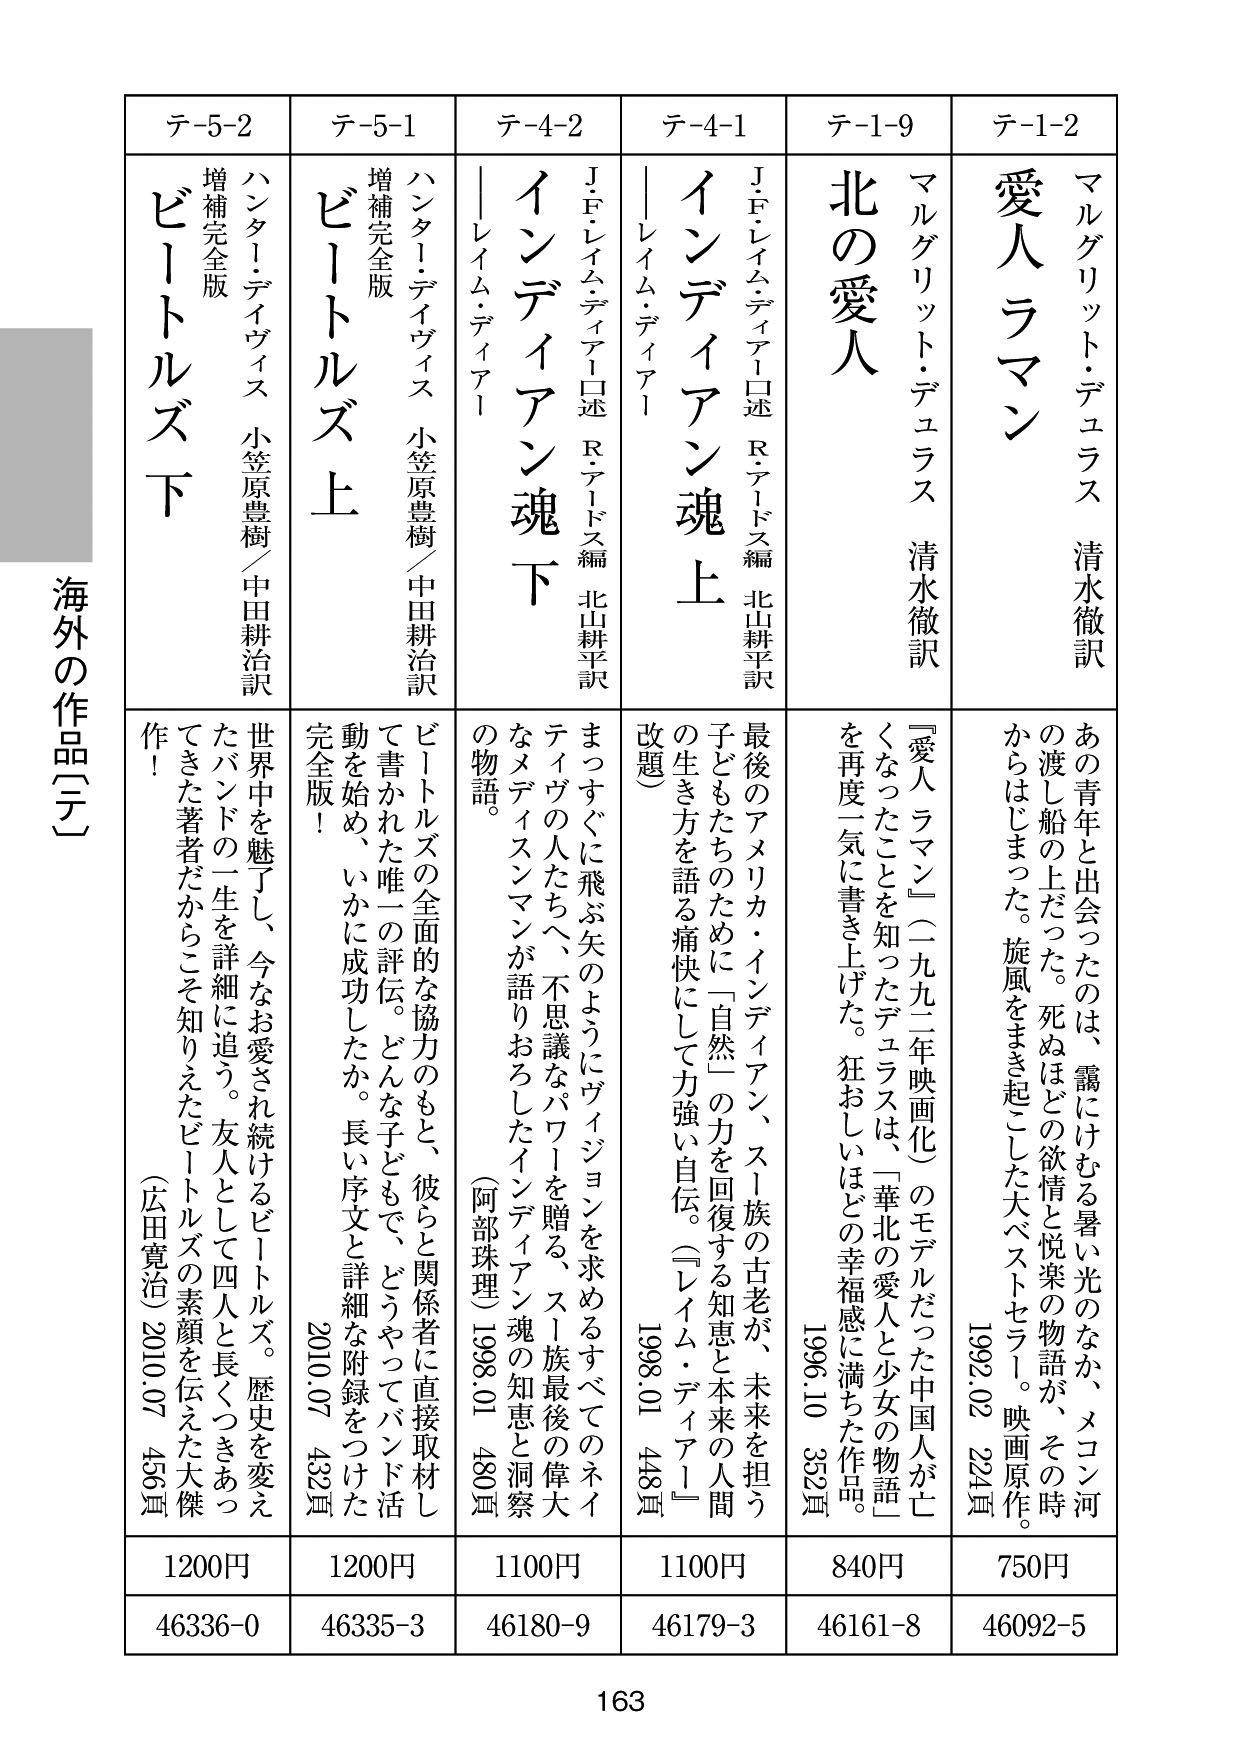 テ-1-2
マルグリット・デュラス 清水徹訳
愛人 ラマン
あの青年と出会ったのは、靄にけむる暑い光のなか、メコン河
の渡し船の上だった。死ぬほどの欲情と悦楽の物語が、その時
からはじまった。旋風をまき起こした大ベストセラー。映画原作。
1992.02 224頁
750円
46092-5
テ-1-9
マルグリット・デュラス 清水徹訳
北の愛人
『愛人 ラマン』(一九九二年映画化)のモデルだった中国人が亡
くなったことを知ったデュラスは、「華北の愛人と少女の物語」
を再度一気に書き上げた。狂おしいほどの幸福感に満ちた作品。
1996.10 352頁
840円
46161-8
テ-4-1
J・F・レイム・ディアー口述 R・アードス編 北山耕平訳
インディアン魂 上
――レイム・ディアー
最後のアメリカ・インディアン、スー族の古老が、未来を担う
子どもたちのために「自然」の力を回復する知恵と本来の人間
の生き方を語る痛快にして力強い自伝。(『レイム・ディアー』
改題) 1998.01 448頁
1100円
46179-3
テ-4-2
J・F・レイム・ディアー口述 R・アードス編 北山耕平訳
インディアン魂 下
――レイム・ディアー
まっすぐに飛ぶ矢のようにヴィジョンを求めるすべてのネイ
ティヴの人たちへ、不思議なパワーを贈る、スー族最後の偉大
なメディスンマンが語りおろしたインディアン魂の知恵と洞察
の物語。 (阿部珠理) 1998.01 480頁
1100円
46180-9
テ-5-1
ハンター・デイヴィス 小笠原豊樹/中田耕治訳
増補完全版
ビートルズ 上
ビートルズの全面的な協力のもと、彼らと関係者に直接取材し
て書かれた唯一の評伝。どんな子どもで、どうやってバンド活
動を始め、いかに成功したか。長い序文と詳細な附録をつけた
完全版! 2010.07 432頁
1200円
46335-3
テ-5-2
ハンター・デイヴィス 小笠原豊樹/中田耕治訳
増補完全版
ビートルズ 下
世界中を魅了し、今なお愛され続けるビートルズ。歴史を変え
たバンドの一生を詳細に追う。友人として四人と長くつきあっ
てきた著者だからこそ知りえたビートルズの素顔を伝えた大傑
作! (広田寛治) 2010.07 456頁
1200円
46336-0
海外の作品〔テ〕
163